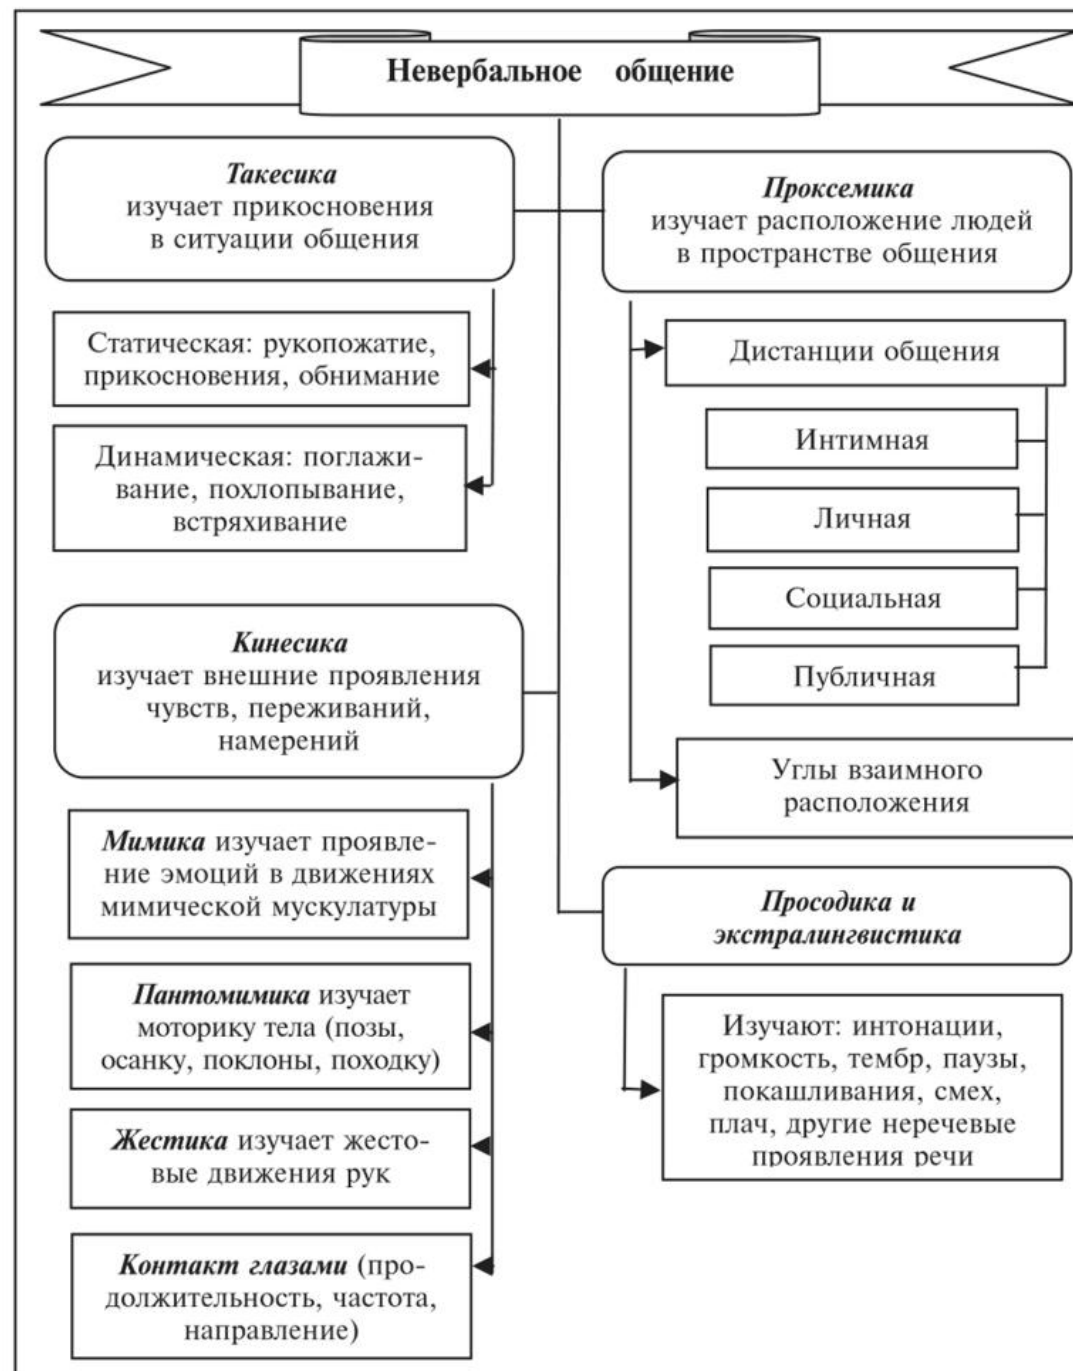 Невербальное общение
Такесика
изучает прикосновения
в ситуации общения
Статическая: рукопожатие,
прикосновения, обнимание
Динамическая: поглажи-
вание, похлопывание,
встряхивание
Кинесика
изучает внешние проявления
чувств, переживаний,
намерений
Мимика изучает проявле-
ние эмоций в движениях
мимической мускулатуры
Пантомимика изучает
моторику тела (позы,
осанку, поклоны, походку)
Жестика изучает жесто-
вые движения рук
Контакт глазами (про-
должительность, частота,
направление)
Проксемика
изучает расположение людей
в пространстве общения
Дистанции общения
Интимная
Личная
Социальная
Публичная
Углы взаимного
расположения
Просодика и
экстралингвистика
Изучают: интонации,
громкость, тембр, паузы,
покашливания, смех,
плач, другие неречевые
проявления речи